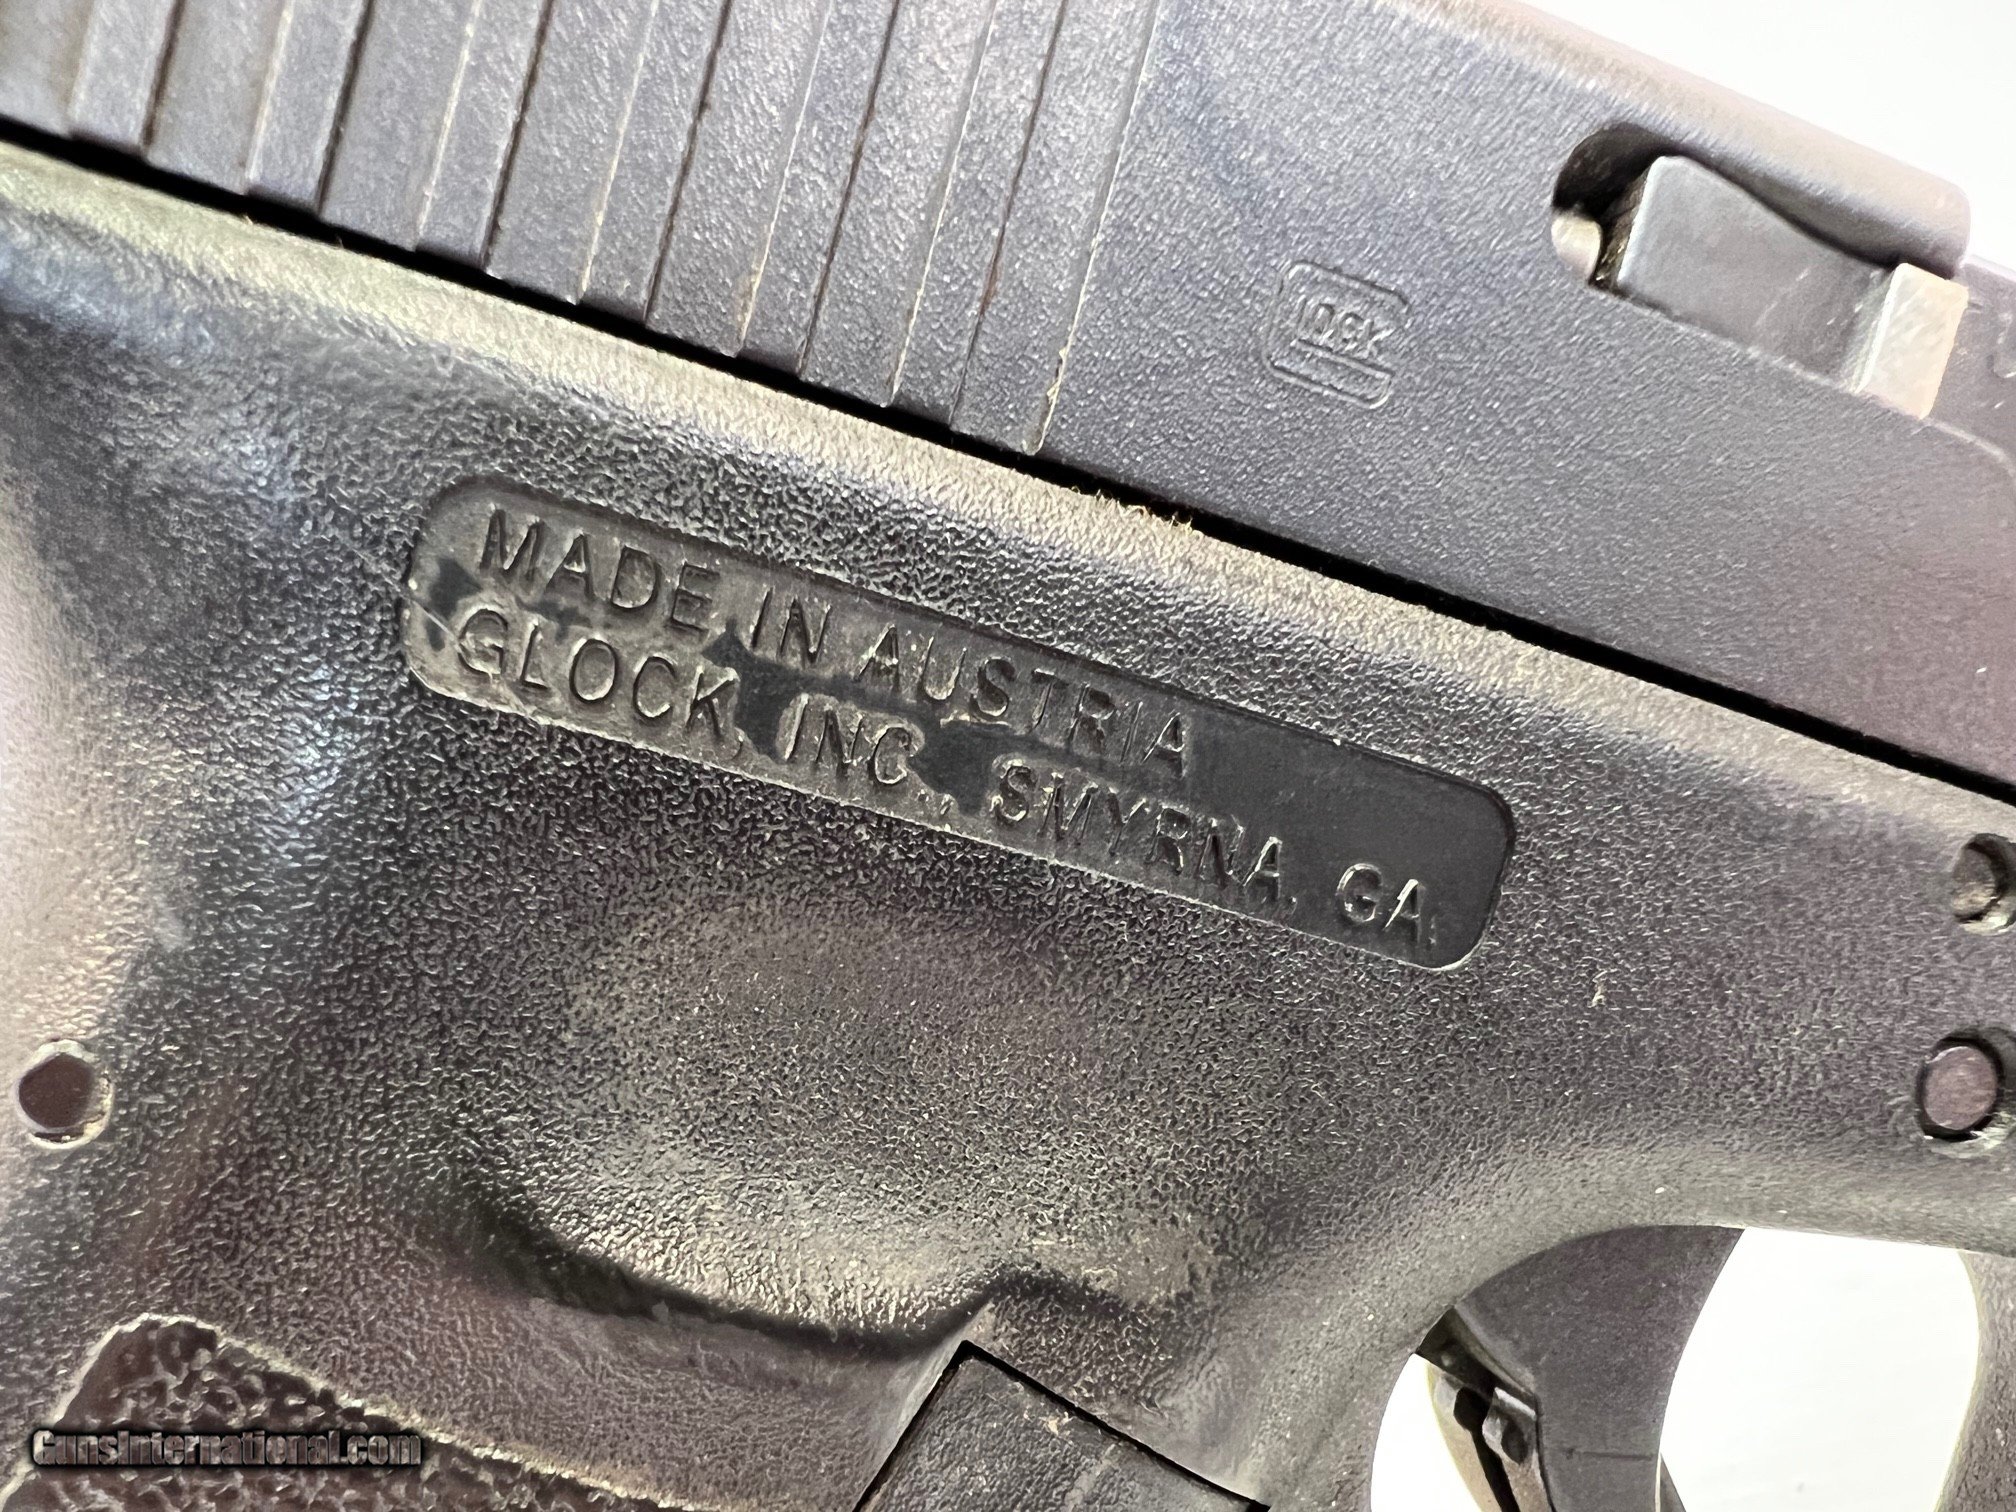 GLOCK
MADE IN AUSTRIA
GLOCK, INC., SMYRNA, GA.
GunsInternational.com